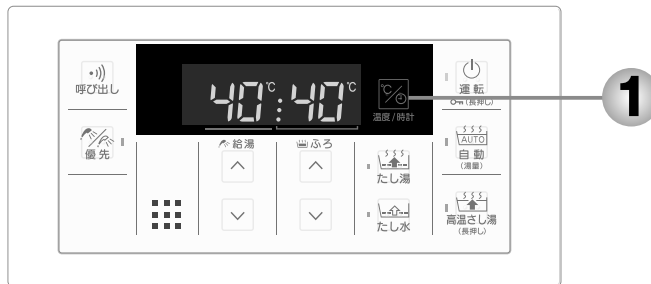 呼び出し
優先
40℃:40℃
℃
温度/時計
給湯
ふろ
たし湯
たし水
運転
(長押し)
AUTO
自動
(湯量)
高温さし湯
(長押し)
1